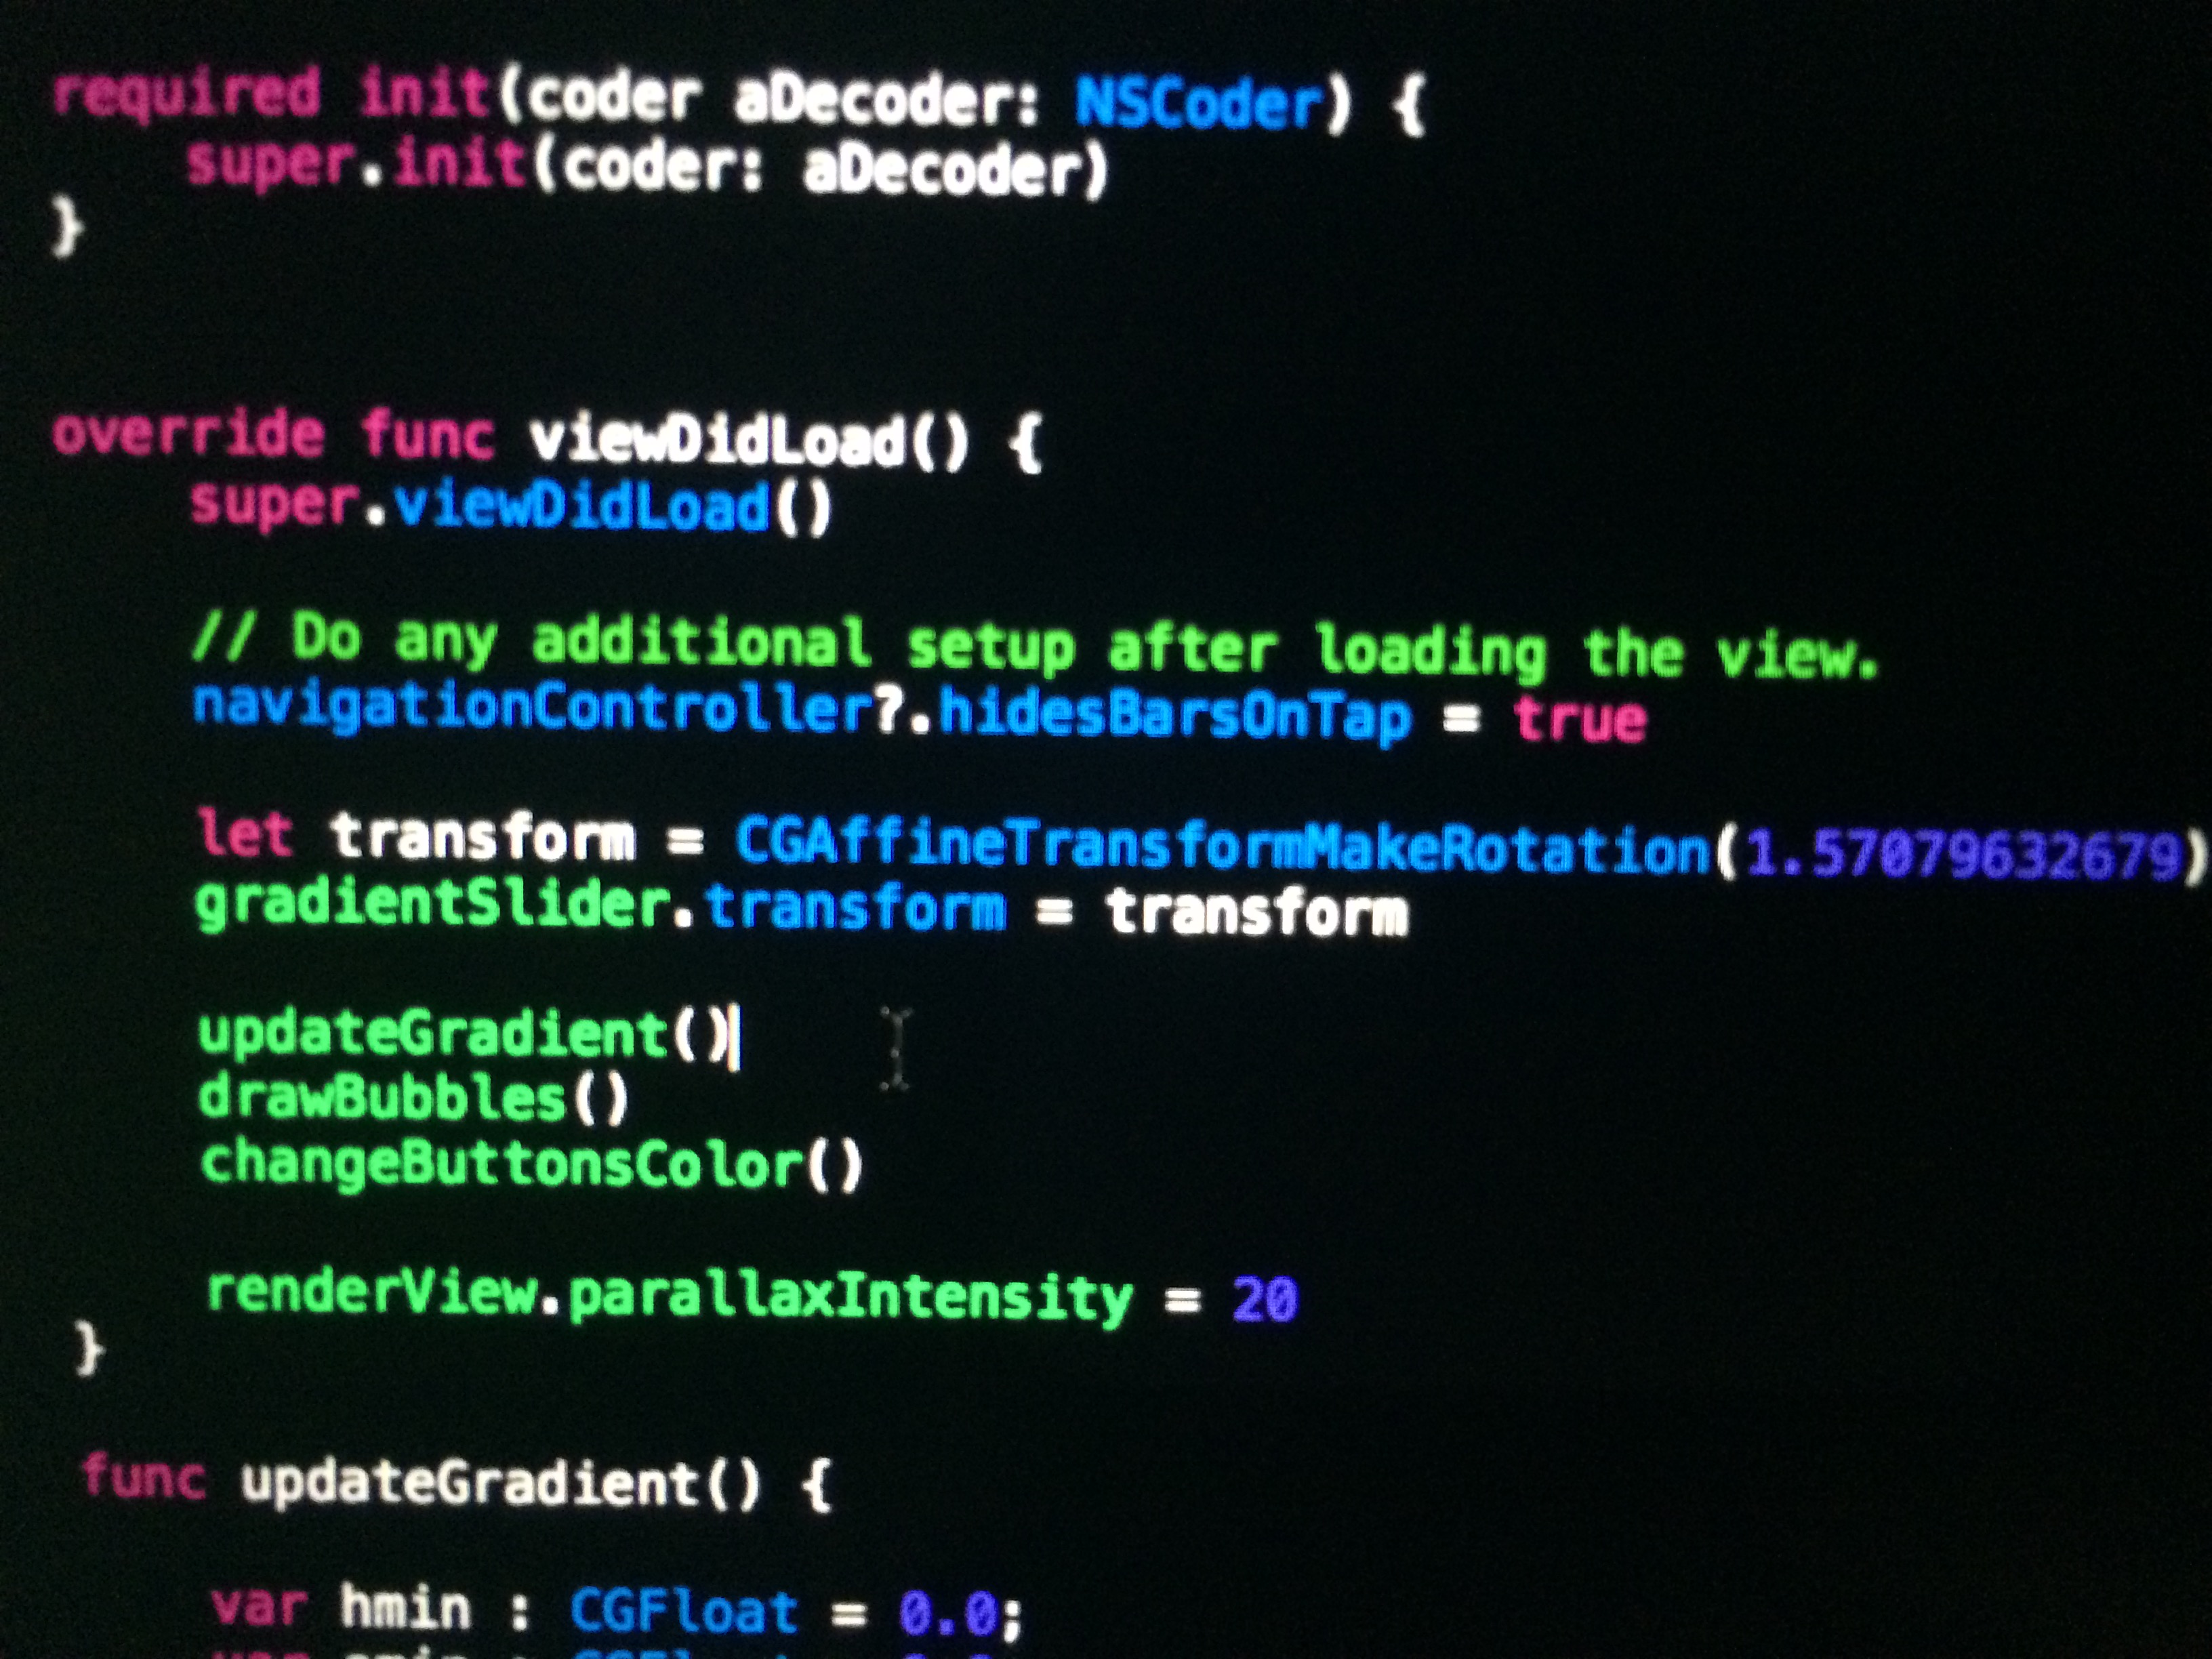 required init(coder aDecoder: NSCoder) {
    super.init(coder: aDecoder)
}
override func viewDidLoad() {
    super.viewDidLoad()
    // Do any additional setup after loading the view.
    navigationController?.hidesBarsOnTap = true
    let transform = CGAffineTransformMakeRotation(1.57079632679)
    gradientSlider.transform = transform
    updateGradient()
    drawBubbles()
    changeButtonsColor()
    renderView.parallaxIntensity = 20
}
func updateGradient() {
    var hmin : CGFloat = 0.0;